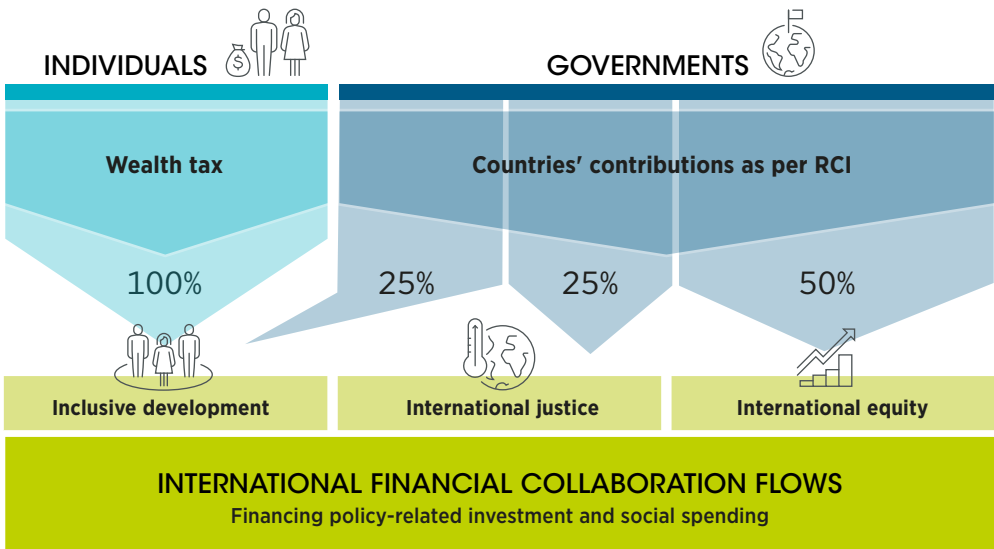 INDIVIDUALS
$
GOVERNMENTS
Wealth tax
Countries' contributions as per RCI
100%
25%
25%
50%
Inclusive development
International justice
International equity
INTERNATIONAL FINANCIAL COLLABORATION FLOWS
Financing policy-related investment and social spending